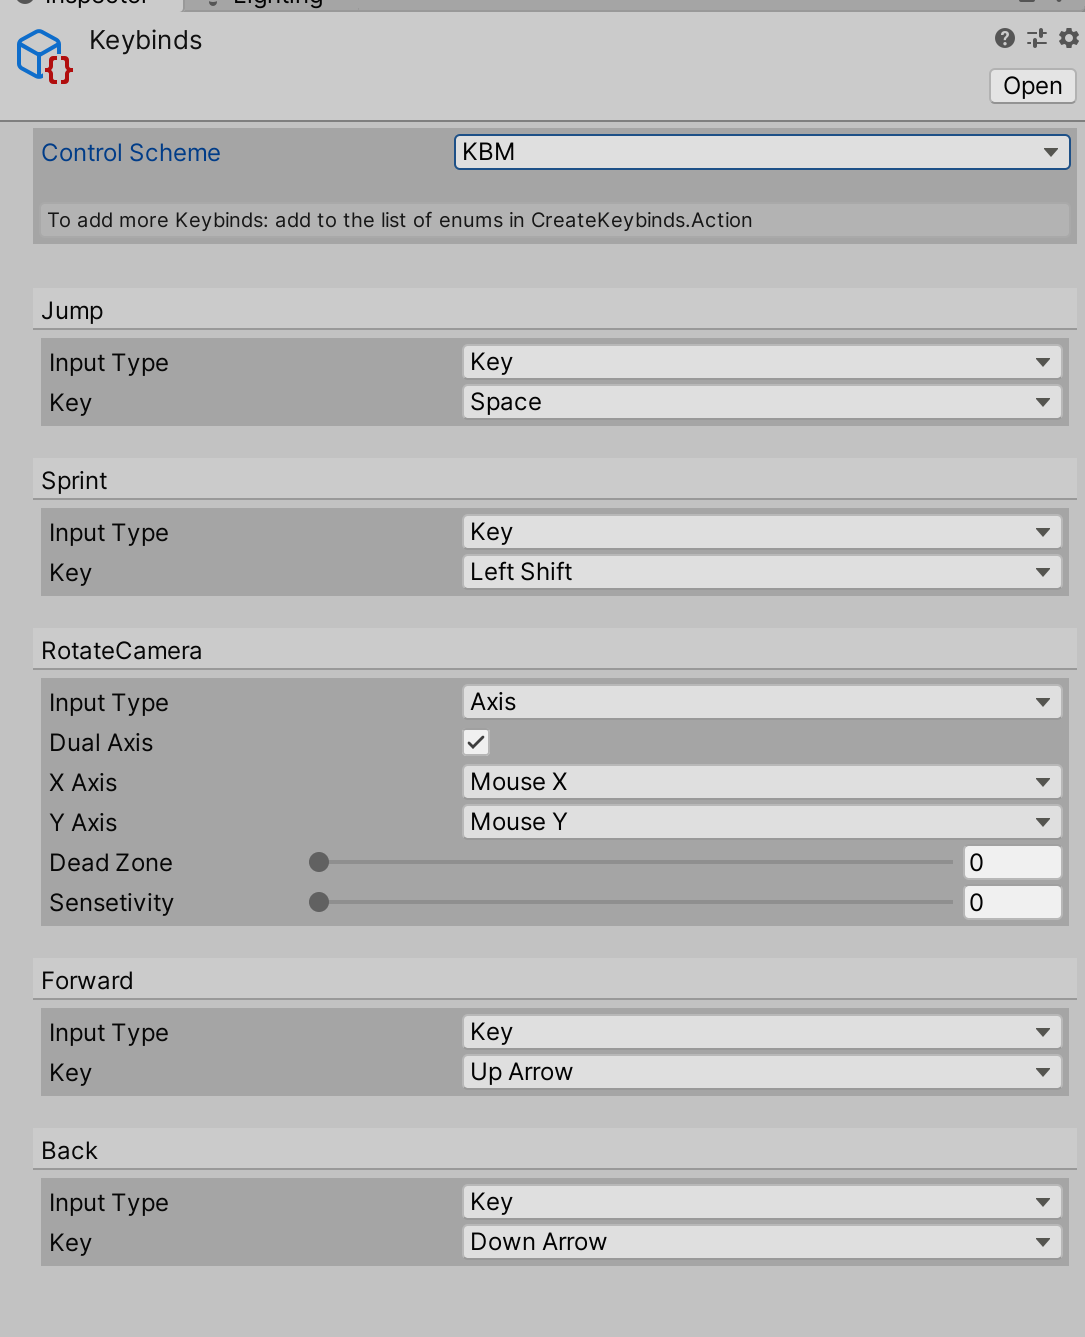 Inspector Lighting
Keybinds
Open
Control Scheme KBM
To add more Keybinds: add to the list of enums in CreateKeybinds.Action
Jump
Input Type Key
Key Space
Sprint
Input Type Key
Key Left Shift
RotateCamera
Input Type Axis
Dual Axis
X Axis Mouse X
Y Axis Mouse Y
Dead Zone 0
Sensetivity 0
Forward
Input Type Key
Key Up Arrow
Back
Input Type Key
Key Down Arrow